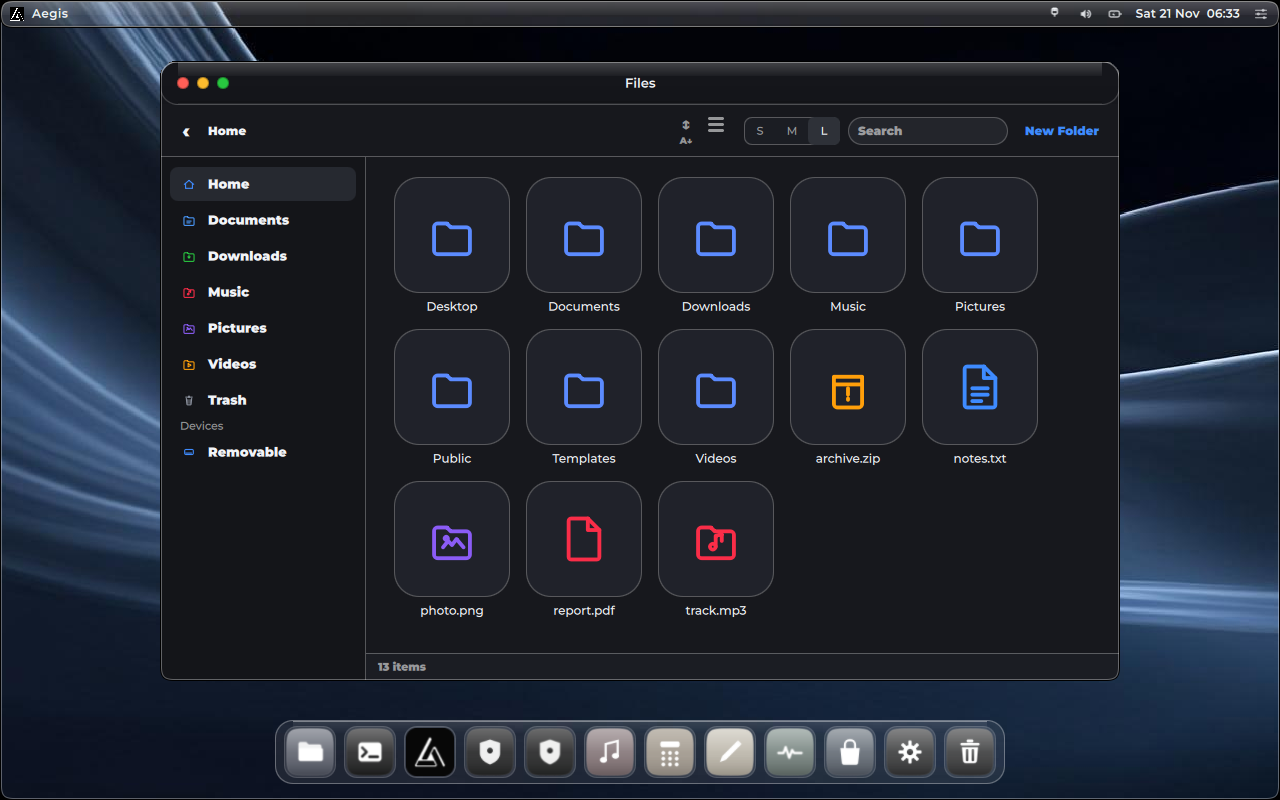 Aegis
Sat 21 Nov 06:33
Files
Home
A+
S M L
Search
New Folder
Home
Documents
Downloads
Music
Pictures
Videos
Trash
Devices
Removable
Desktop
Documents
Downloads
Music
Pictures
Public
Templates
Videos
archive.zip
notes.txt
photo.png
report.pdf
track.mp3
13 items